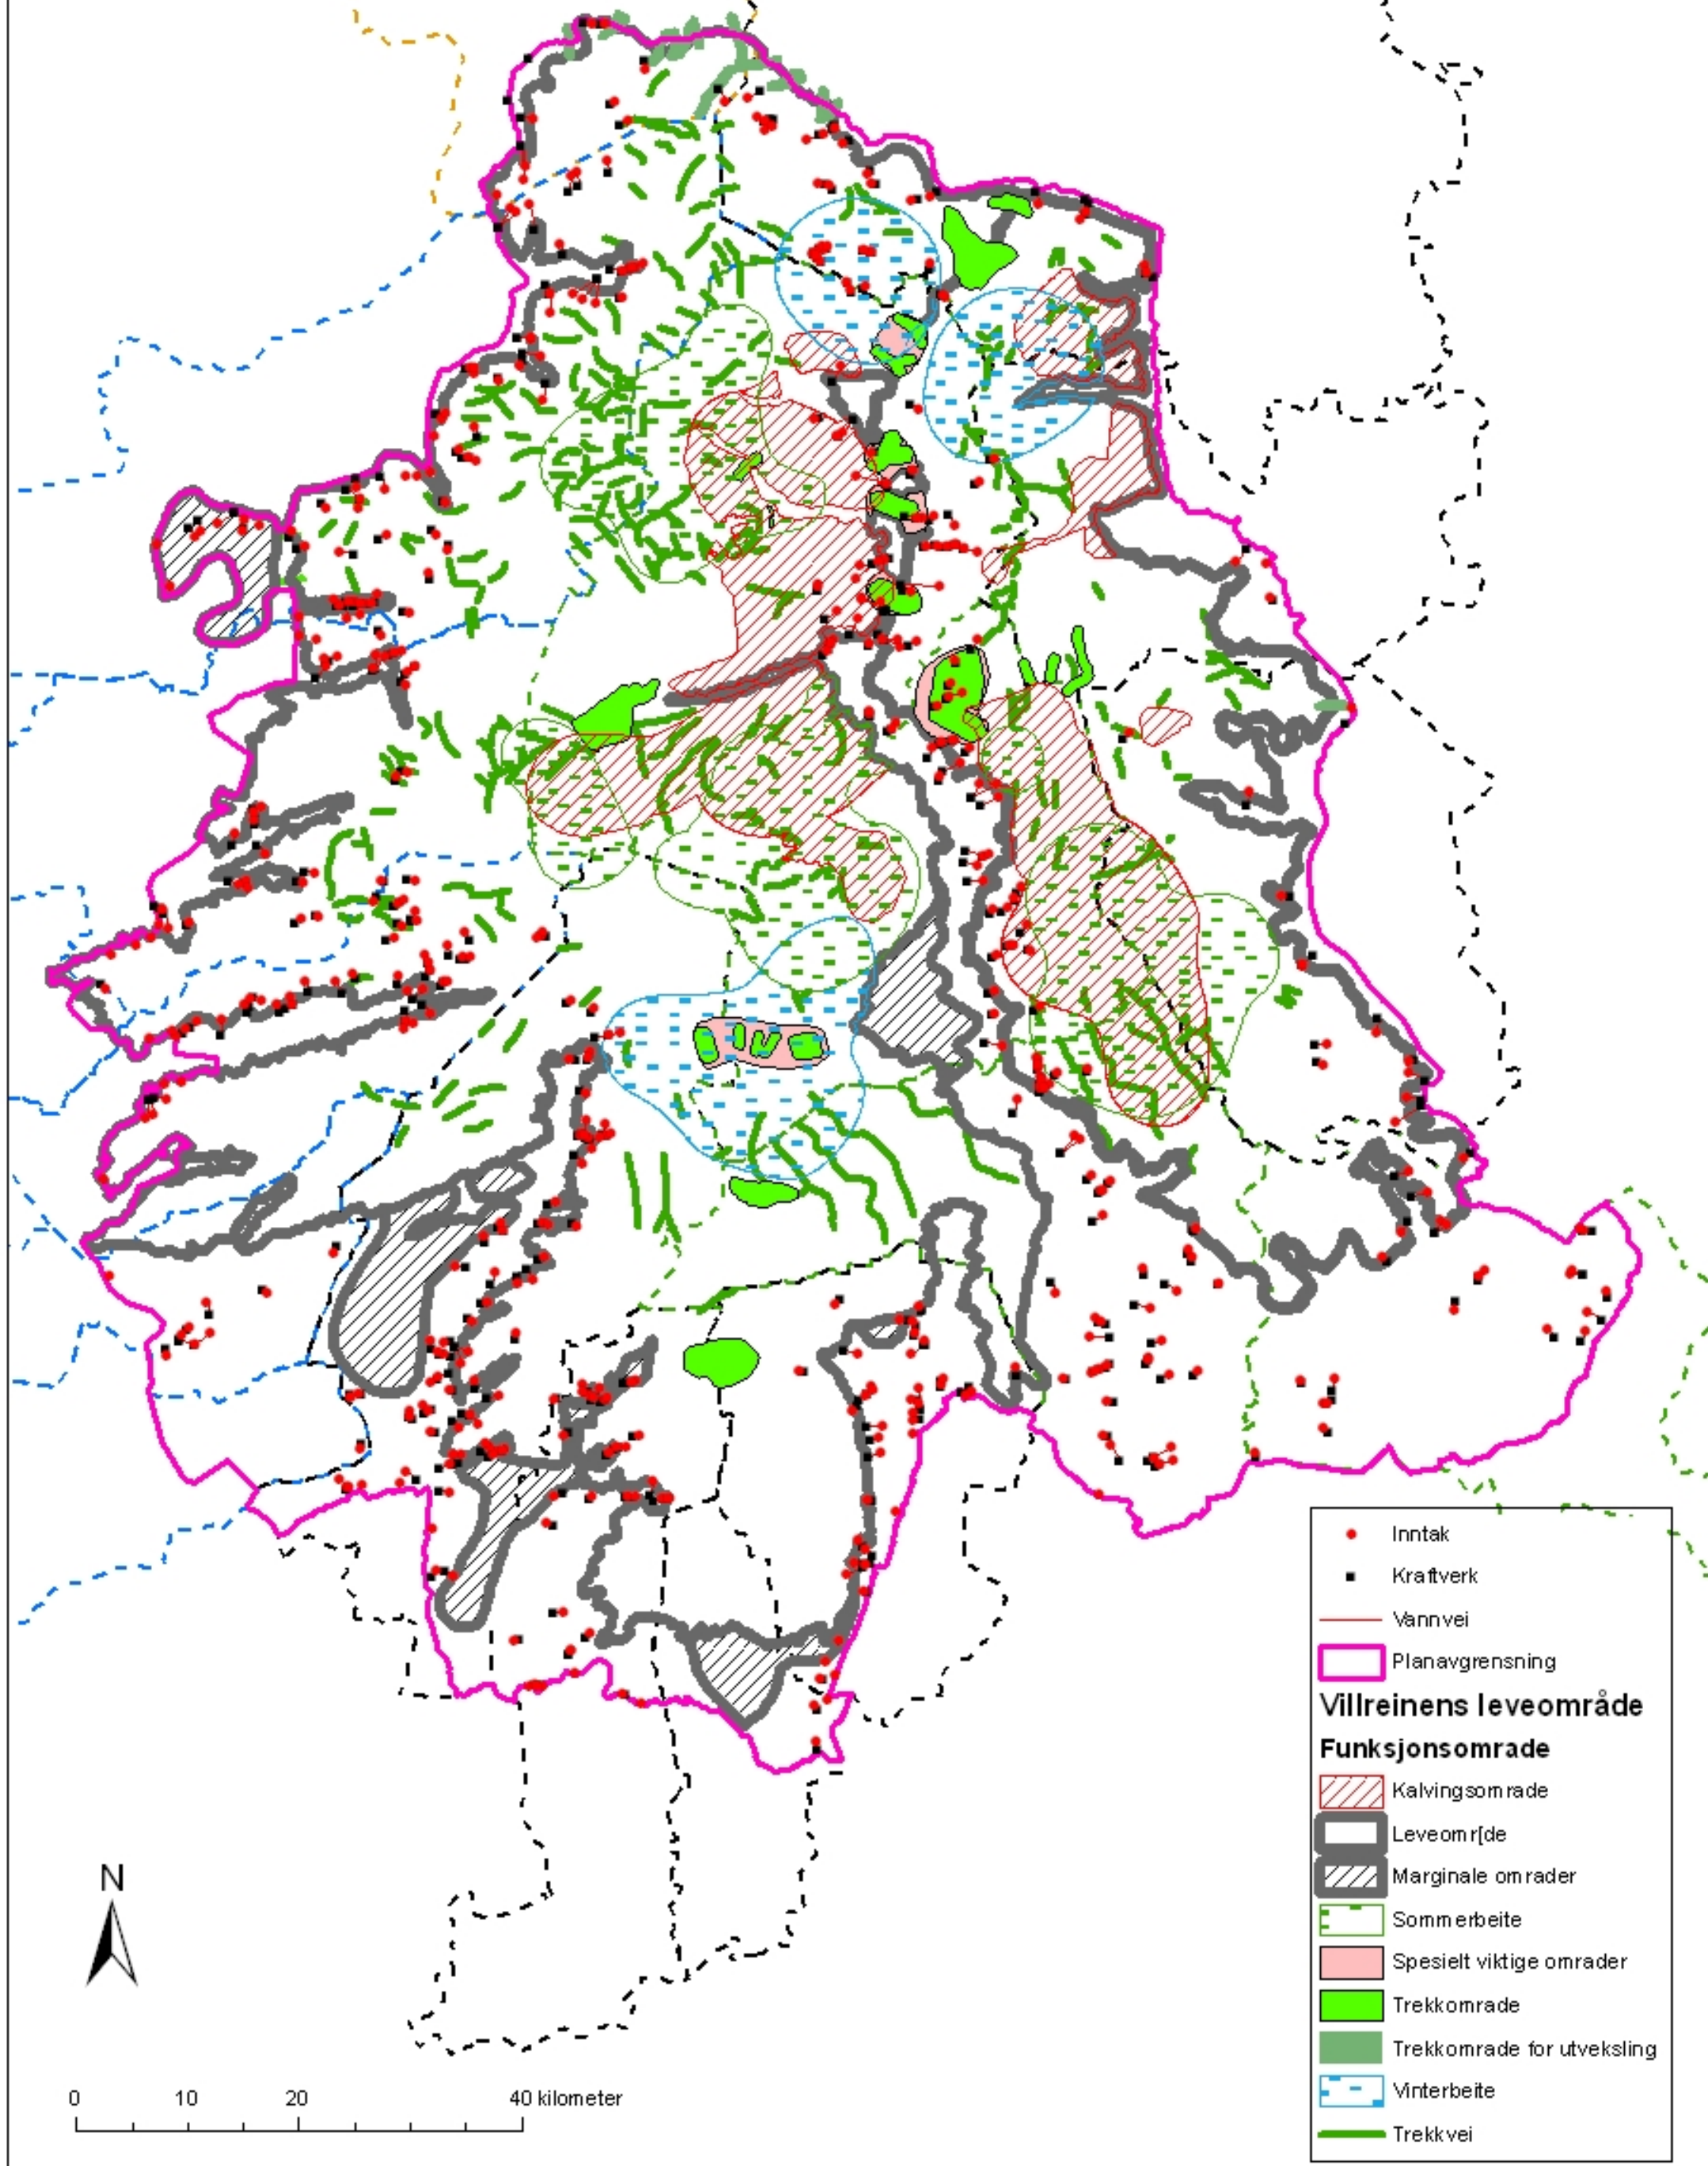 Inntak
Kraftverk
Vannvei
Planavgrensning
Villreinens leveområde
Funksjonsomrade
Kalvingsomrade
Leveomr[de
Marginale omrader
Sommerbeite
Spesielt viktige omrader
Trekkomrade
Trekkomrade for utveksling
Vinterbeite
Trekkvei
N
0 10 20 40 kilometer